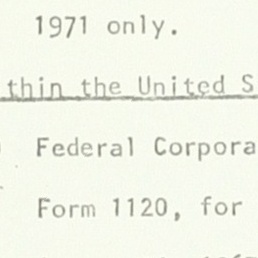 1971 only.
thin the United S
Federal Corpora
Form 1120, for